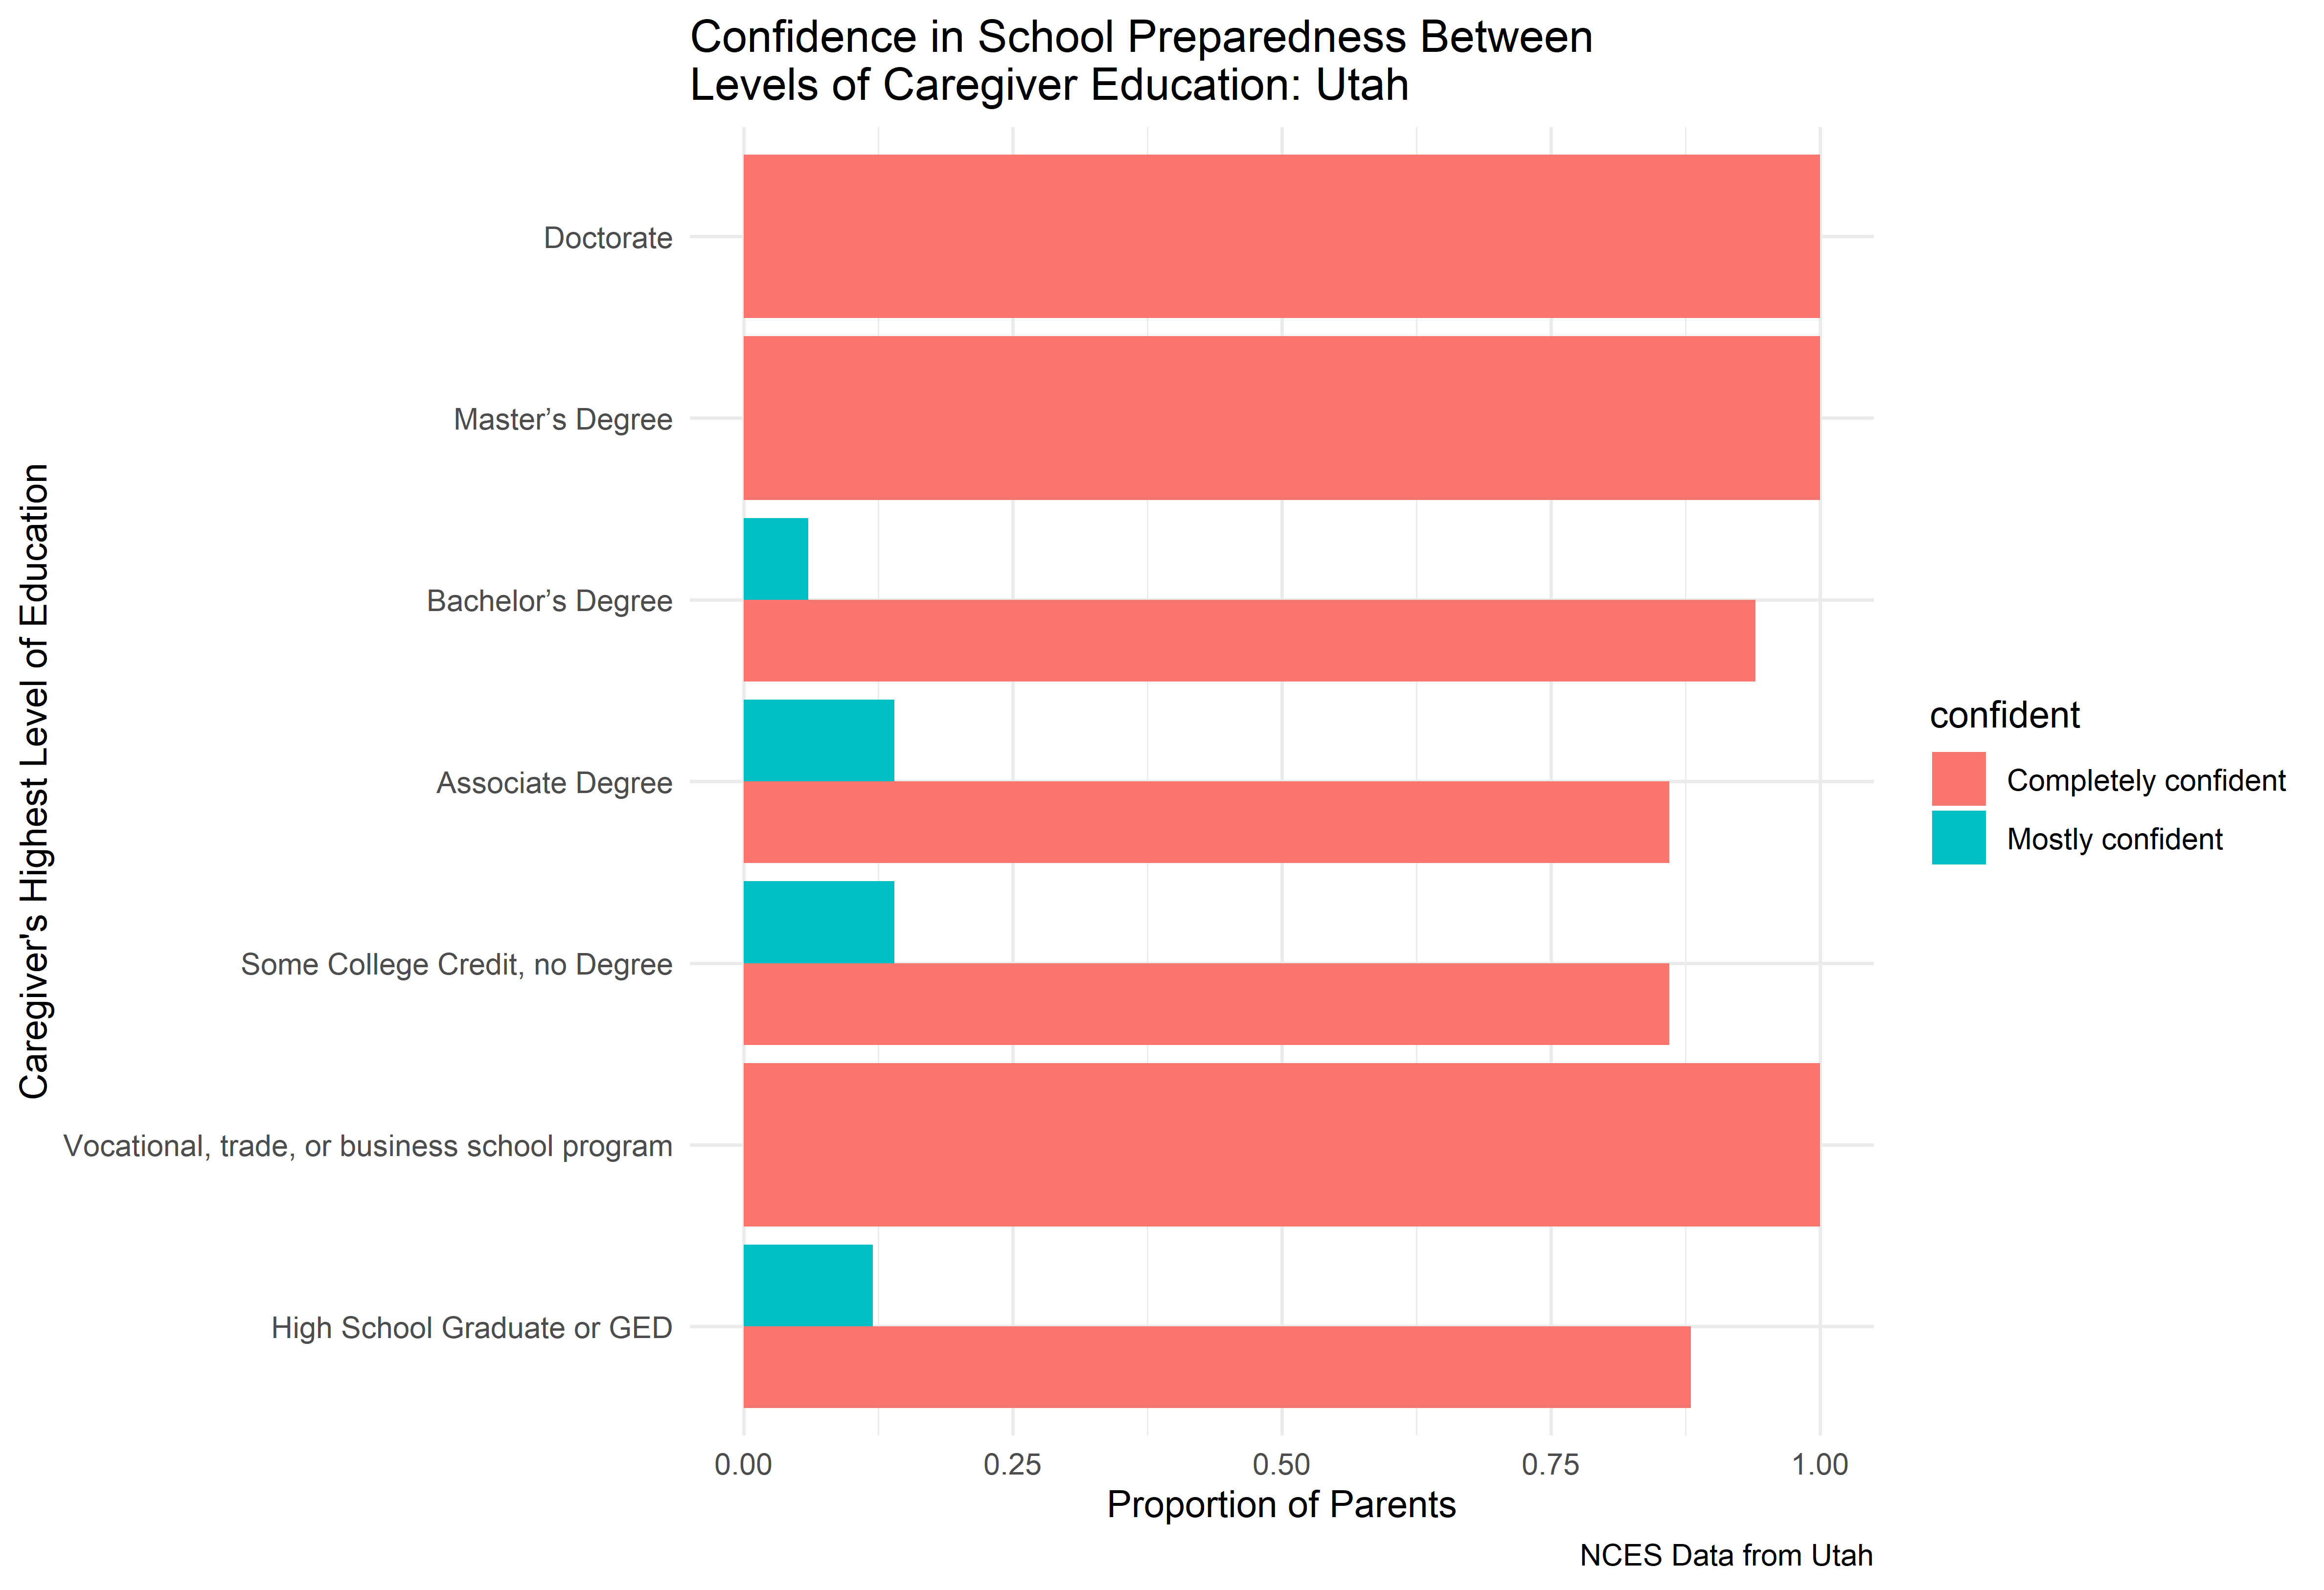 Confidence in School Preparedness Between
Levels of Caregiver Education: Utah
Caregiver's Highest Level of Education
Doctorate
Master’s Degree
Bachelor’s Degree
Associate Degree
Some College Credit, no Degree
Vocational, trade, or business school program
High School Graduate or GED
0.00 0.25 0.50 0.75 1.00
Proportion of Parents
confident
Completely confident
Mostly confident
NCES Data from Utah